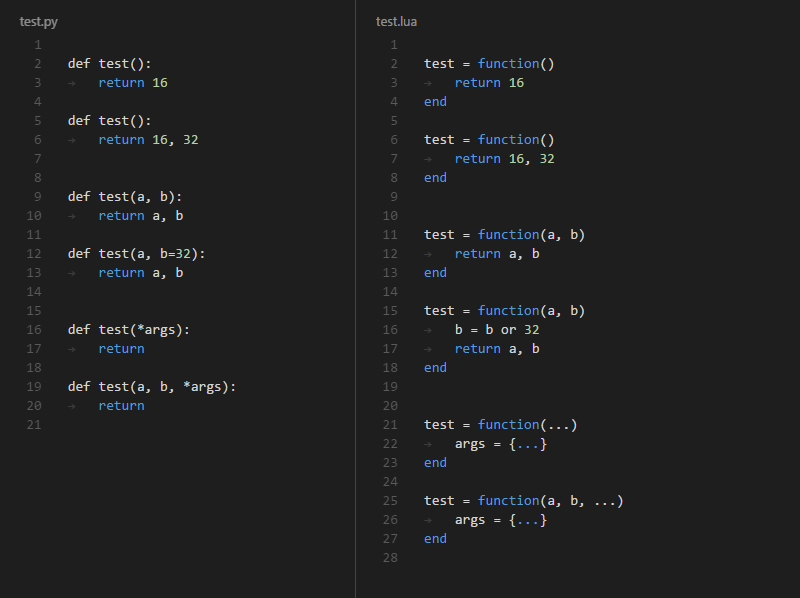 test.py
1
2 def test():
3 → return 16
4
5 def test():
6 → return 16, 32
7
8
9 def test(a, b):
10 → return a, b
11
12 def test(a, b=32):
13 → return a, b
14
15
16 def test(*args):
17 → return
18
19 def test(a, b, *args):
20 → return
21
test.lua
1
2 test = function()
3 → return 16
4 end
5
6 test = function()
7 → return 16, 32
8 end
9
10
11 test = function(a, b)
12 → return a, b
13 end
14
15 test = function(a, b)
16 → b = b or 32
17 → return a, b
18 end
19
20
21 test = function(...)
22 → args = {...}
23 end
24
25 test = function(a, b, ...)
26 → args = {...}
27 end
28